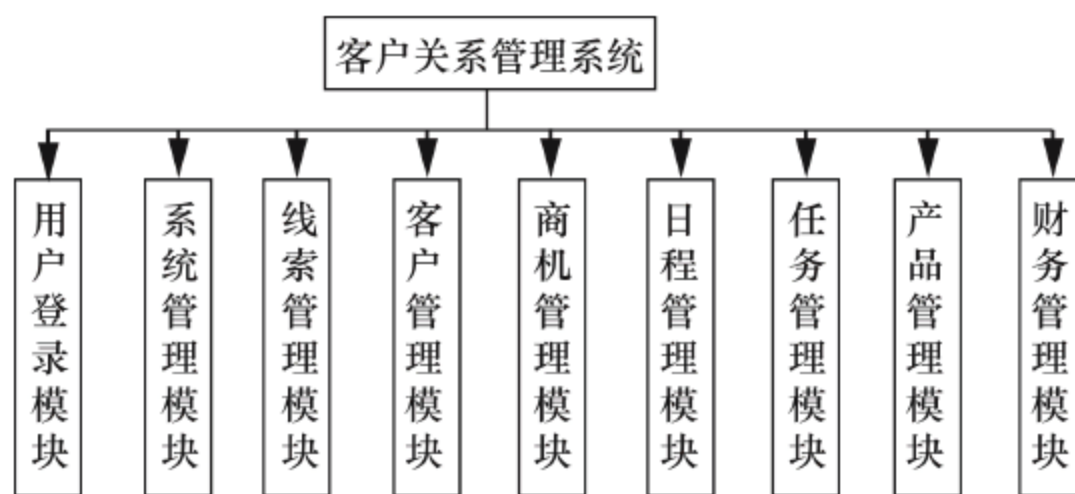 客户关系管理系统
用户登录模块
系统管理模块
线索管理模块
客户管理模块
商机管理模块
日程管理模块
任务管理模块
产品管理模块
财务管理模块